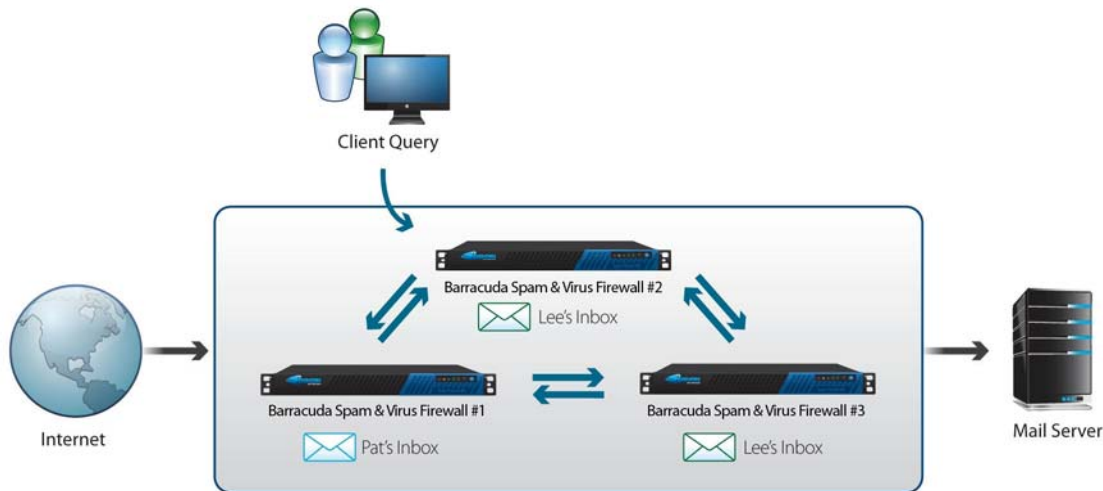 Client Query
Barracuda Spam & Virus Firewall #2
Lee's Inbox
Barracuda Spam & Virus Firewall #1
Barracuda Spam & Virus Firewall #3
Pat's Inbox
Lee's Inbox
Internet
Mail Server